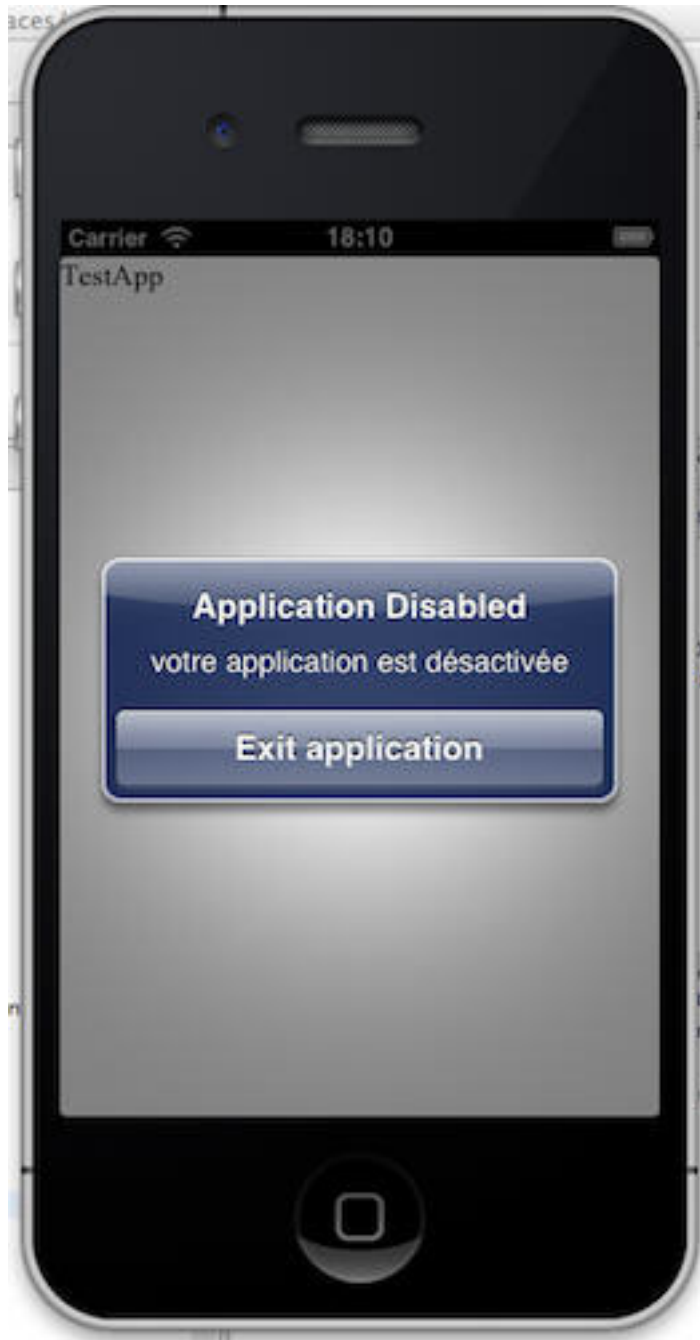 Carrier 18:10
TestApp
Application Disabled
votre application est désactivée
Exit application